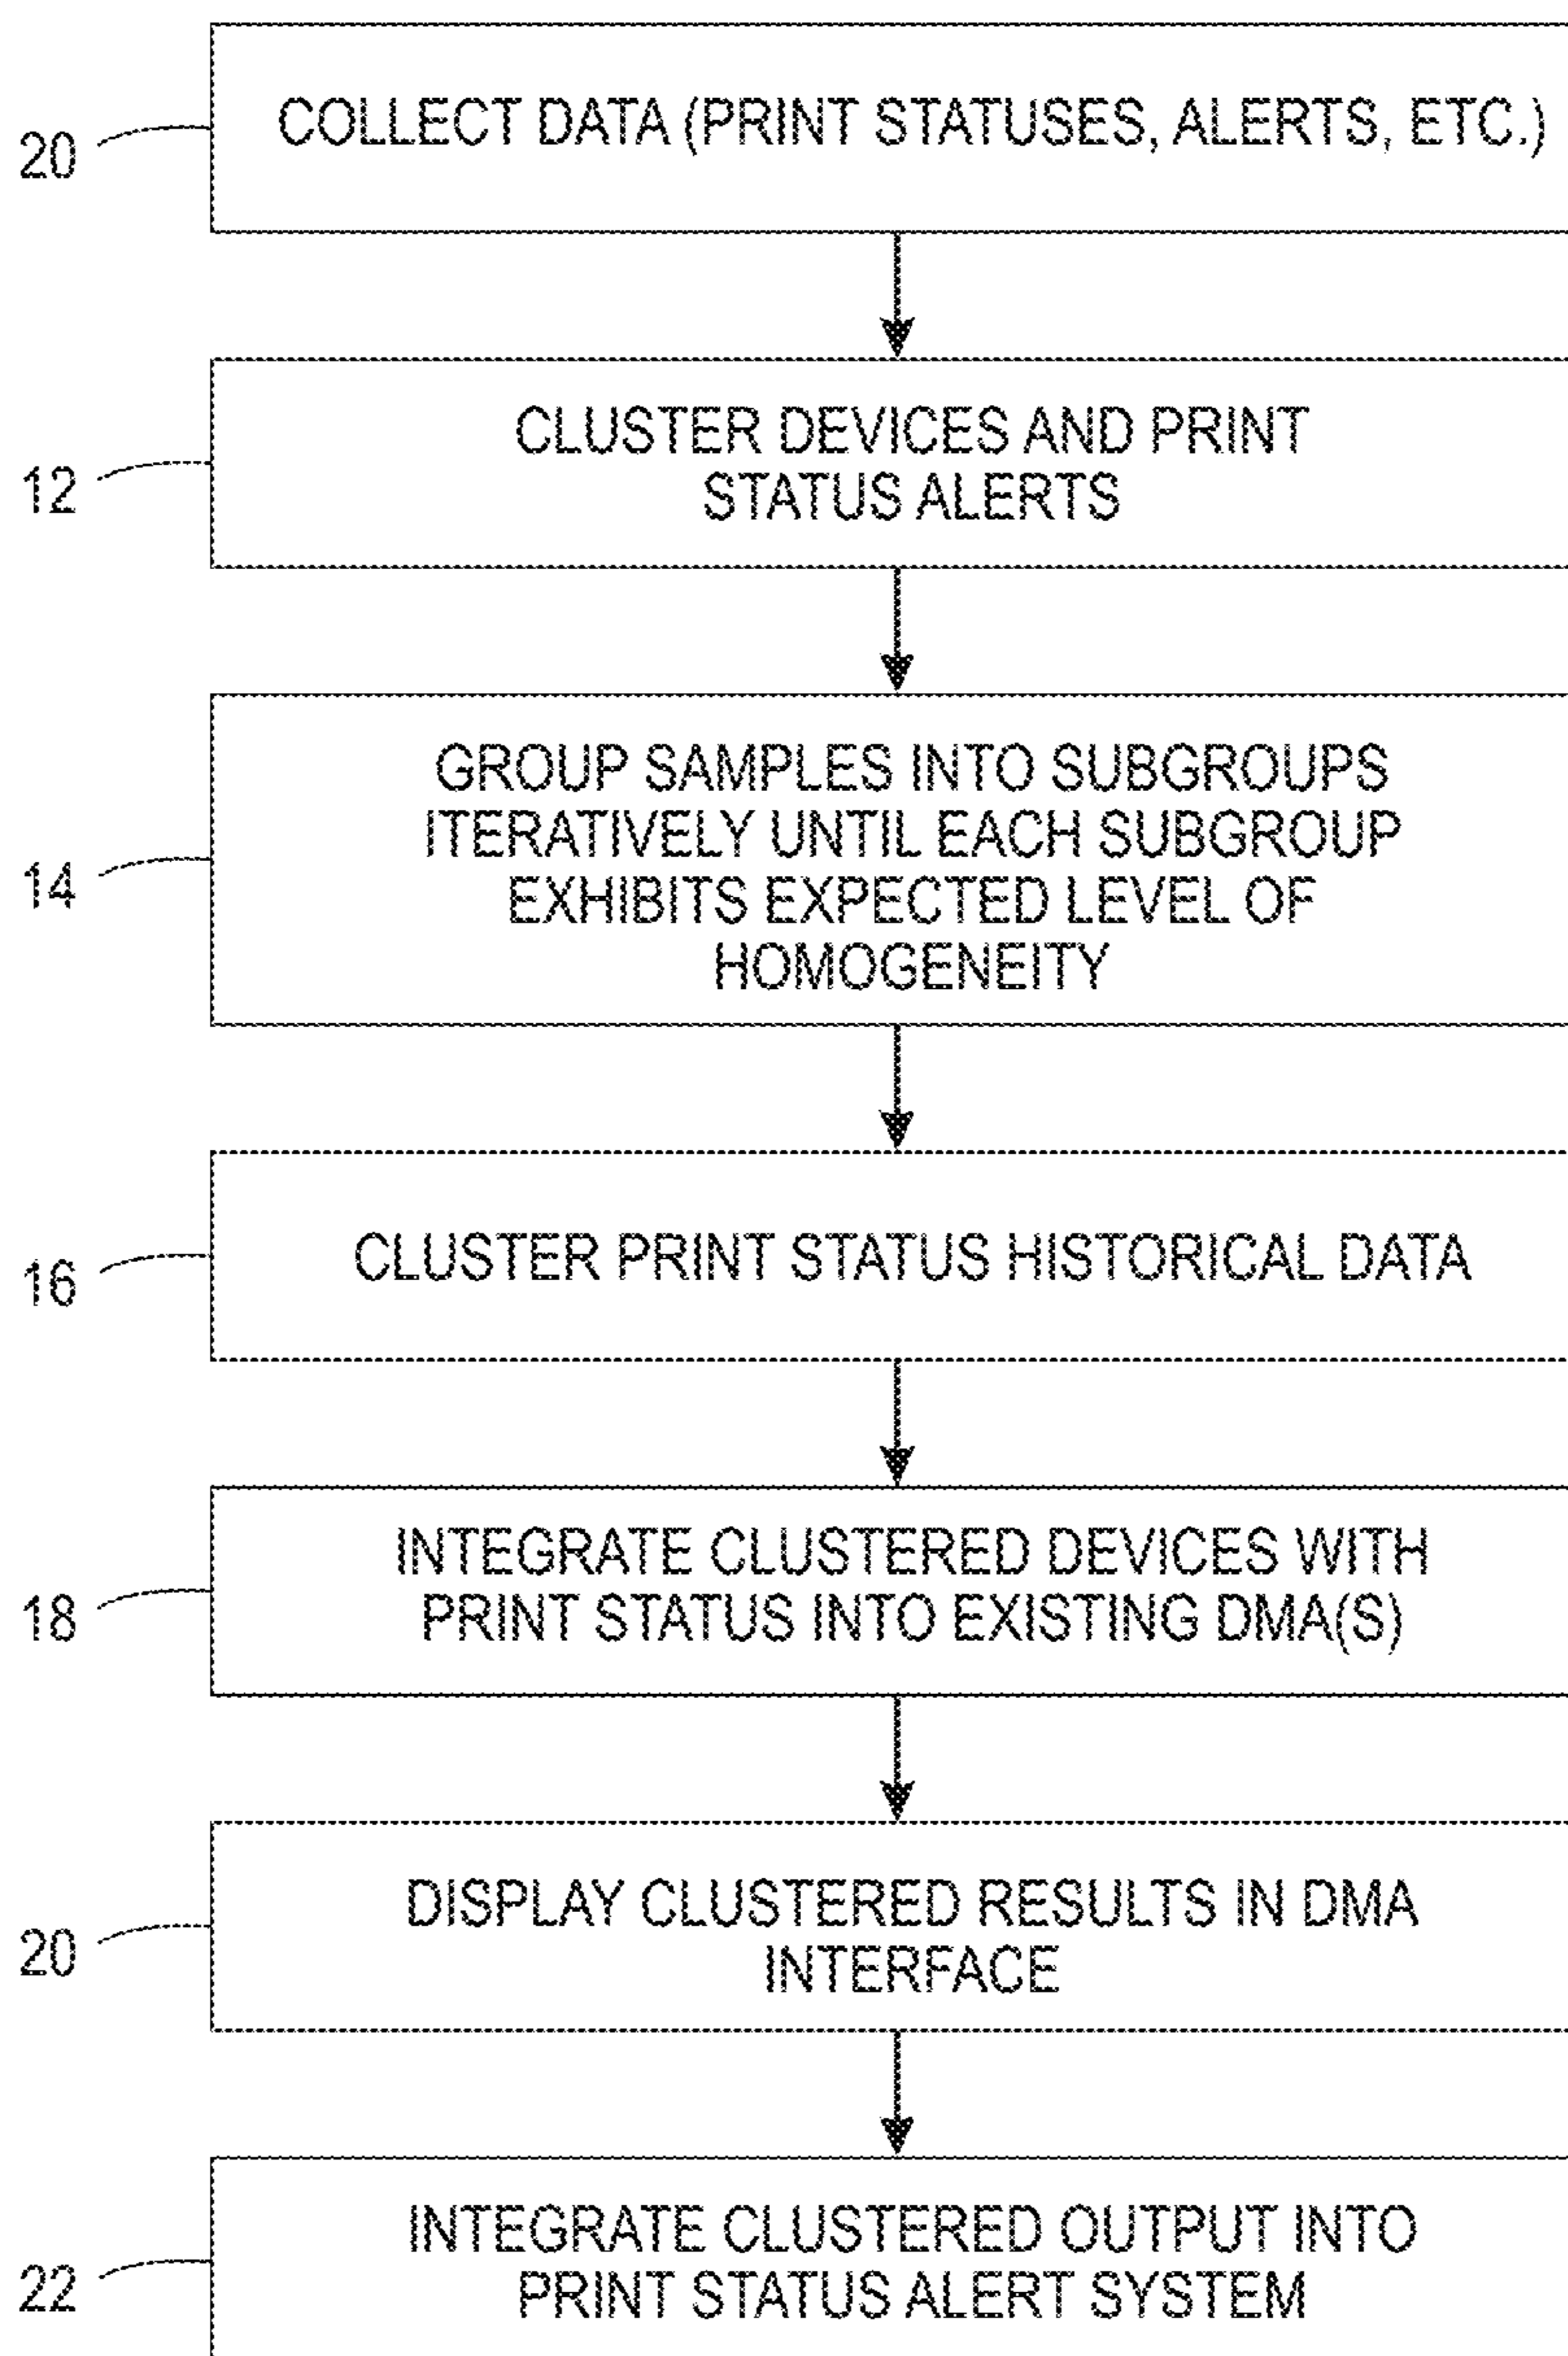 20
COLLECT DATA (PRINT STATUSES, ALERTS, ETC.)
12
CLUSTER DEVICES AND PRINT
STATUS ALERTS
14
GROUP SAMPLES INTO SUBGROUPS
ITERATIVELY UNTIL EACH SUBGROUP
EXHIBITS EXPECTED LEVEL OF
HOMOGENEITY
16
CLUSTER PRINT STATUS HISTORICAL DATA
18
INTEGRATE CLUSTERED DEVICES WITH
PRINT STATUS INTO EXISTING DMA(S)
20
DISPLAY CLUSTERED RESULTS IN DMA
INTERFACE
22
INTEGRATE CLUSTERED OUTPUT INTO
PRINT STATUS ALERT SYSTEM